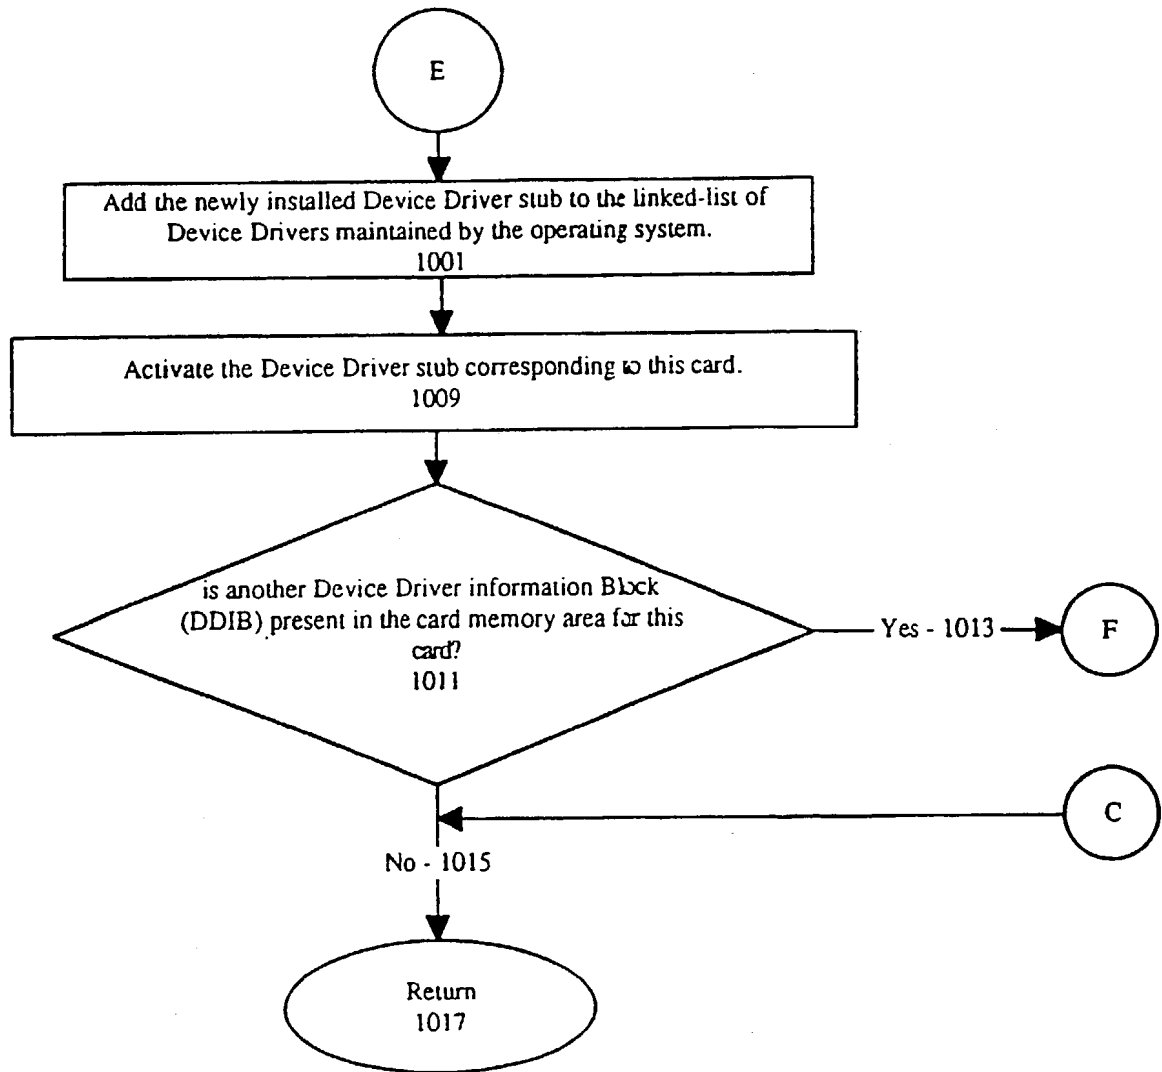 E
Add the newly installed Device Driver stub to the linked-list of
Device Drivers maintained by the operating system.
1001
Activate the Device Driver stub corresponding to this card.
1009
is another Device Driver information Block
(DDIB) present in the card memory area for this
card?
1011
Yes - 1013
F
C
No - 1015
Return
1017